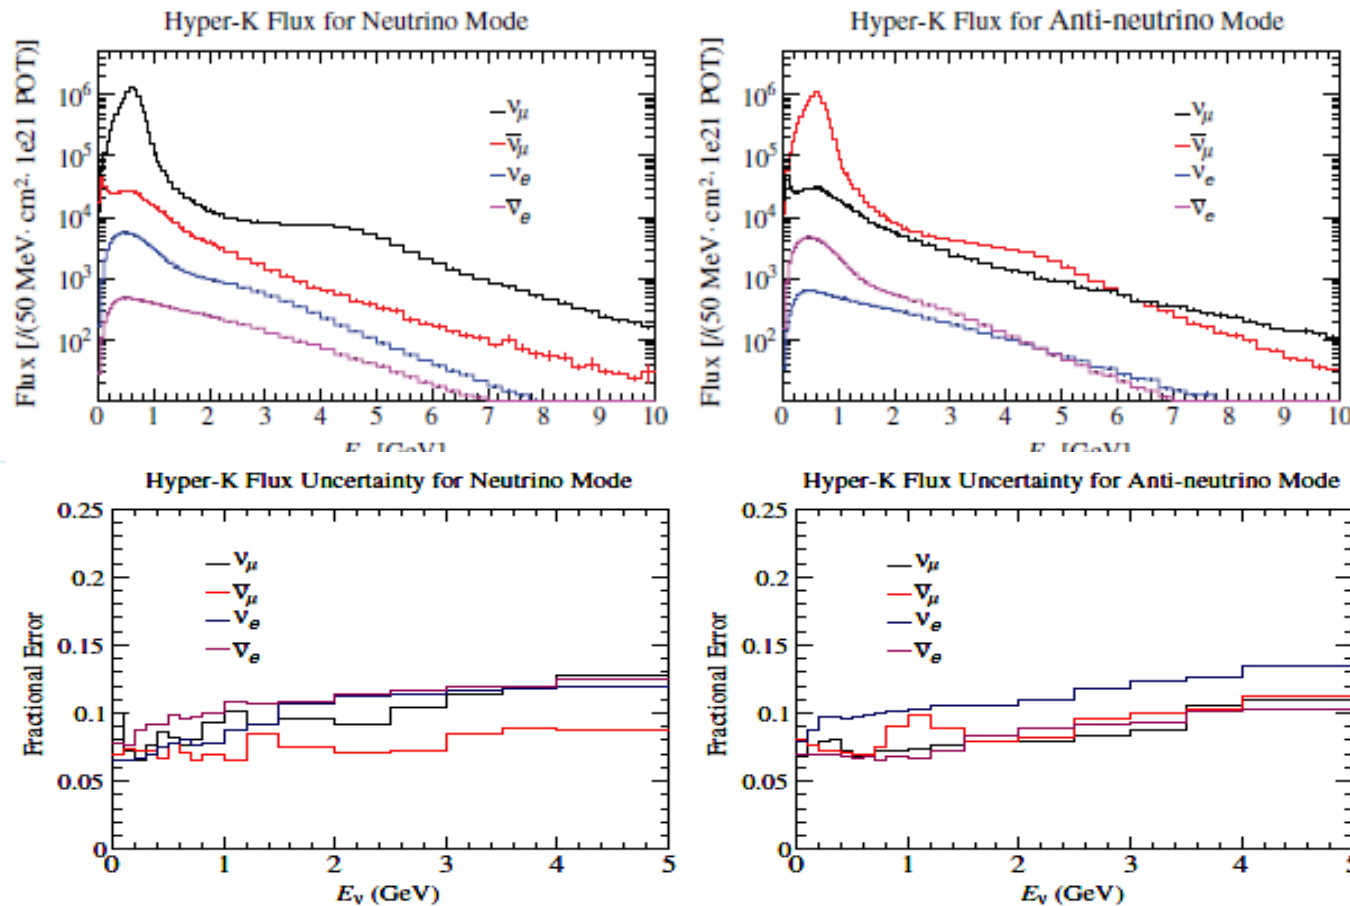 Hyper-K Flux for Neutrino Mode
Flux [/(50 MeV· cm²· 1e21 POT)]
10⁶
10⁵
10⁴
10³
10²
ν_μ
ν̅_μ
ν_e
ν̅_e
0 1 2 3 4 5 6 7 8 9 10
[GeV]
Hyper-K Flux for Anti-neutrino Mode
Flux [/(50 MeV· cm²· 1e21 POT)]
10⁶
10⁵
10⁴
10³
10²
ν_μ
ν̅_μ
ν_e
ν̅_e
0 1 2 3 4 5 6 7 8 9 10
[GeV]
Hyper-K Flux Uncertainty for Neutrino Mode
Fractional Error
0.25
0.2
0.15
0.1
0.05
0
ν_μ
ν̅_μ
ν_e
ν̅_e
0 1 2 3 4 5
E_ν (GeV)
Hyper-K Flux Uncertainty for Anti-neutrino Mode
Fractional Error
0.25
0.2
0.15
0.1
0.05
0
ν_μ
ν̅_μ
ν_e
ν̅_e
0 1 2 3 4 5
E_ν (GeV)